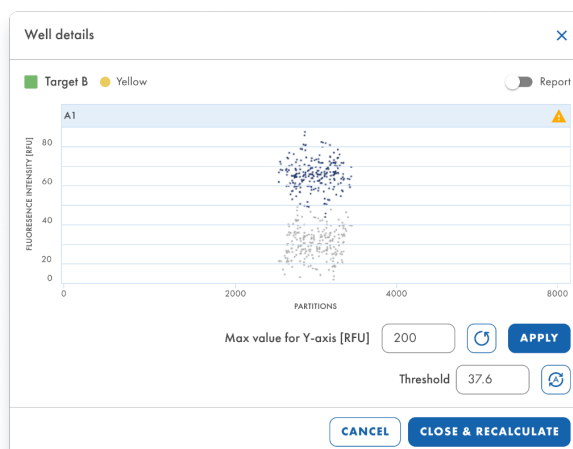 Well details
Target B Yellow Report
A1
FLUORESENCE INTENSITY [RFU]
80
60
40
20
0
0 2000 4000 8000
PARTITIONS
Max value for Y-axis [RFU] 200 APPLY
Threshold 37.6 A
CANCEL CLOSE & RECALCULATE